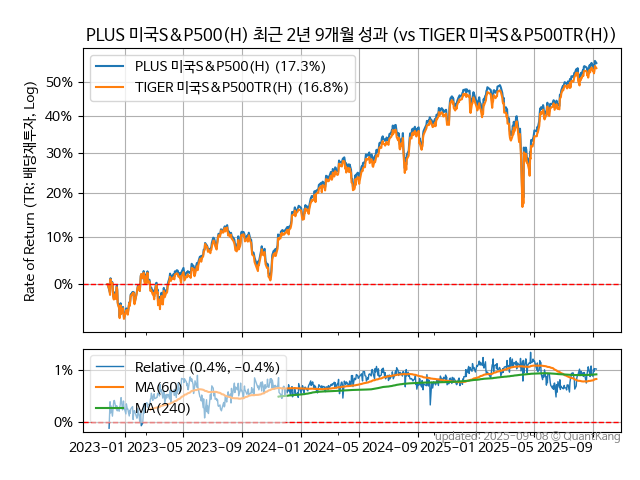 PLUS 미국S&P500(H) 최근 2년 9개월 성과 (vs TIGER 미국S&P500TR(H))
PLUS 미국S&P500(H) (17.3%)
TIGER 미국S&P500TR(H) (16.8%)
Rate of Return (TR: 배당재투자, Log)
50%
40%
30%
20%
10%
0%
Relative (0.4%, -0.4%)
MA(60)
MA(240)
1%
0%
2023-01 2023-05 2023-09 2024-01 2024-05 2024-09 2025-01 2025-05 2025-09
updated: 2025-09-08 © QuantKang